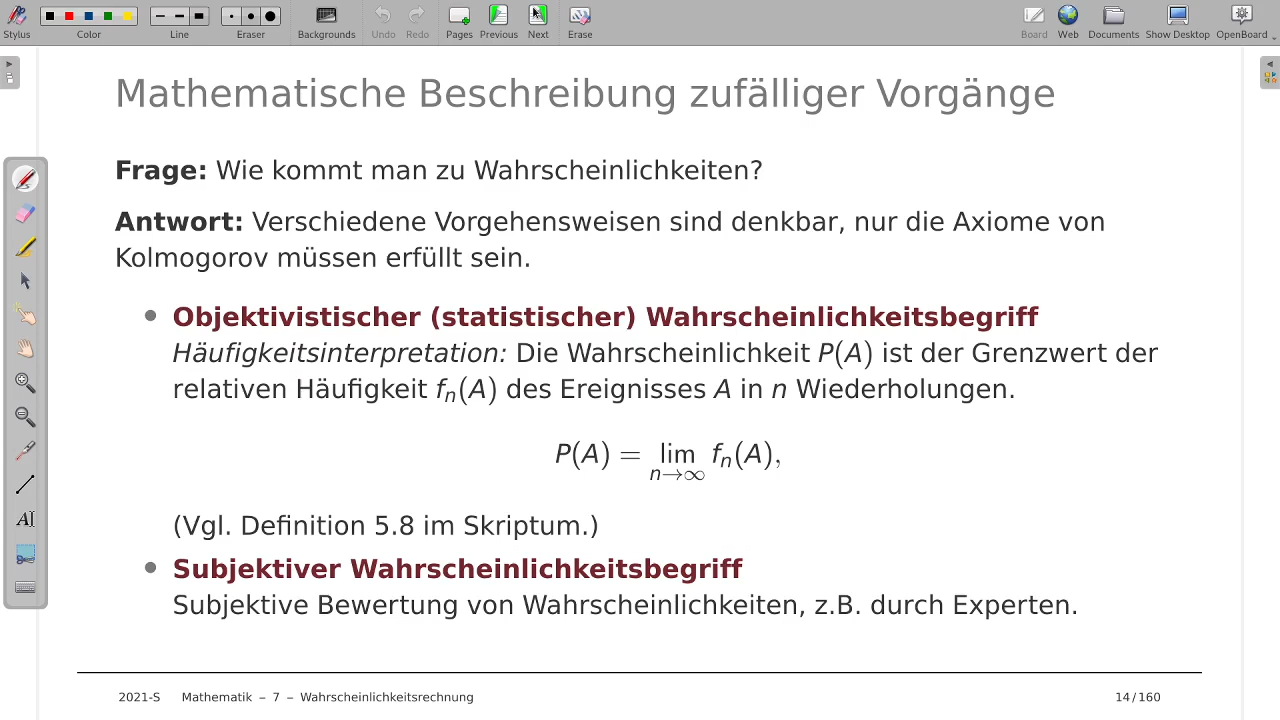 Stylus
Color
Line
Eraser
Backgrounds
Undo
Redo
Pages
Previous
Next
Erase
Board
Web
Documents
Show Desktop
OpenBoard
Mathematische Beschreibung zufälliger Vorgänge
Frage: Wie kommt man zu Wahrscheinlichkeiten?
Antwort: Verschiedene Vorgehensweisen sind denkbar, nur die Axiome von
Kolmogorov müssen erfüllt sein.
• Objektivistischer (statistischer) Wahrscheinlichkeitsbegriff
Häufigkeitsinterpretation: Die Wahrscheinlichkeit P(A) ist der Grenzwert der
relativen Häufigkeit fₙ(A) des Ereignisses A in n Wiederholungen.
P(A) = lim fₙ(A),
n→∞
(Vgl. Definition 5.8 im Skriptum.)
• Subjektiver Wahrscheinlichkeitsbegriff
Subjektive Bewertung von Wahrscheinlichkeiten, z.B. durch Experten.
2021-S Mathematik – 7 – Wahrscheinlichkeitsrechnung 14/160